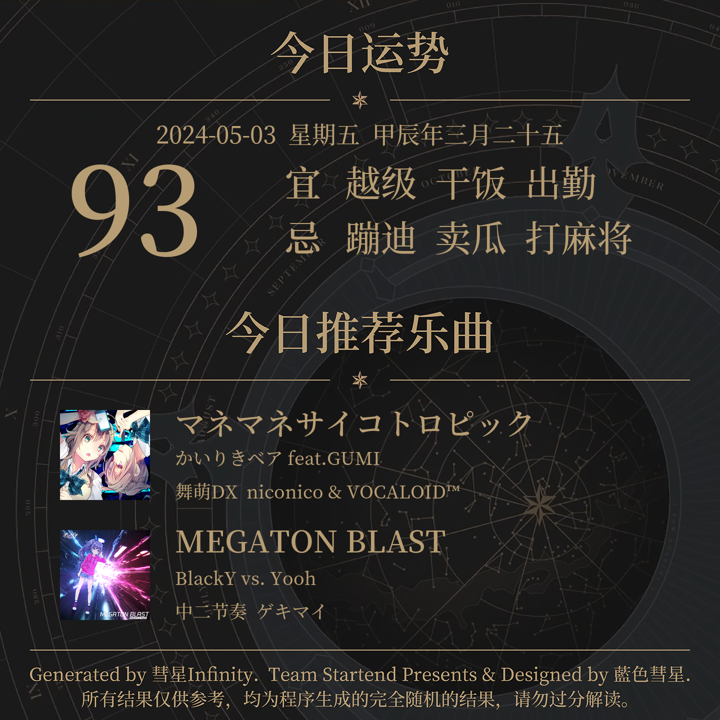 今日运势
2024-05-03 星期五 甲辰年三月二十五
93
宜 越级 干饭 出勤
忌 蹦迪 卖瓜 打麻将
今日推荐乐曲
マネマネサイコトロピック
かいりきベア feat.GUMI
舞萌DX niconico & VOCALOID™
MEGATON BLAST
MEGATON BLAST
BlackY vs. Yooh
中二节奏 ゲキマイ
Generated by 彗星Infinity. Team Startend Presents & Designed by 藍色彗星.
所有结果仅供参考，均为程序生成的完全随机的结果，请勿过分解读。
SEPTEMBER